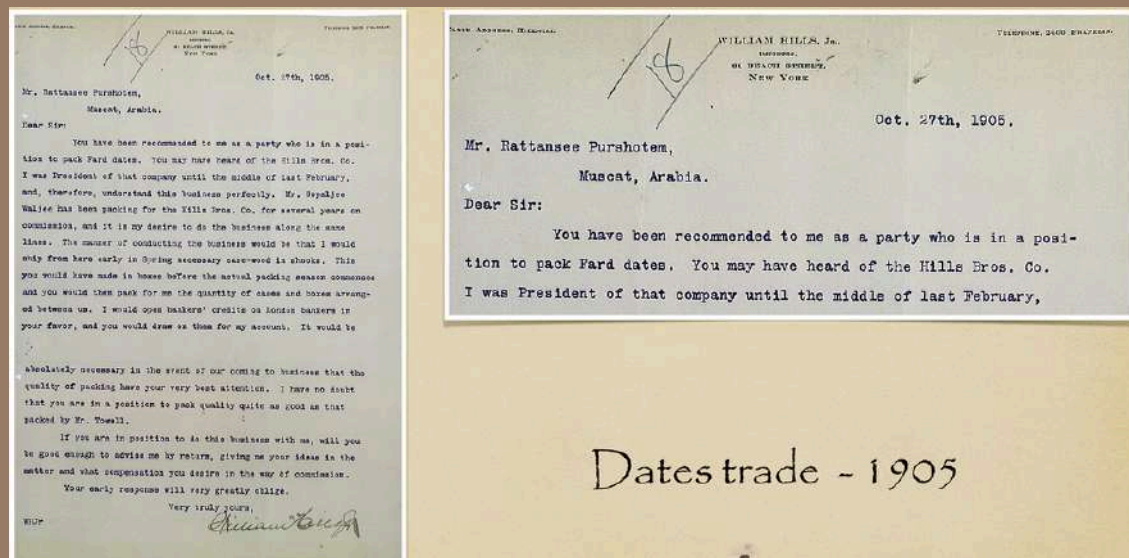 WILLIAM HILLS, Jr.
NEW YORK
Oct. 27th, 1905.
Mr. Rattansee Purshotem,
Muscat, Arabia.
Dear Sir:
You have been recommended to me as a party who is in a posi-
tion to pack Fard dates. You may have heard of the Hills Bros. Co.
I was President of that company until the middle of last February,
and, therefore, understand this business perfectly. Mr. Gopaljee
Waljee has been packing for the Hills Bros. Co. for several years on
commission, and it is my desire to do the business along the same
lines. The manner of conducting the business would be that I would
ship from here early in Spring necessary case-wood in shooks. This
you would have made in boxes before the actual packing season commences
and you would then pack for me the quantity of cases and boxes arrang-
ed between us. I would open bankers' credits on London bankers in
your favor, and you would draw on them for my account. It would be
absolutely necessary in the event of our coming to business that the
quality of packing have your very best attention. I have no doubt
that you are in a position to pack quality quite as good as that
packed by Mr. Towell.
If you are in position to do this business with me, will you
be good enough to advise me by return, giving me your ideas in the
matter and what compensation you desire in the way of commission.
Your early response will very greatly oblige.
Very truly yours,
18
WILLIAM HILLS, Jr.
61 BEACH STREET,
NEW YORK
Oct. 27th, 1905.
Mr. Rattansee Purshotem,
Muscat, Arabia.
Dear Sir:
You have been recommended to me as a party who is in a posi-
tion to pack Fard dates. You may have heard of the Hills Bros. Co.
I was President of that company until the middle of last February,
Dates trade - 1905